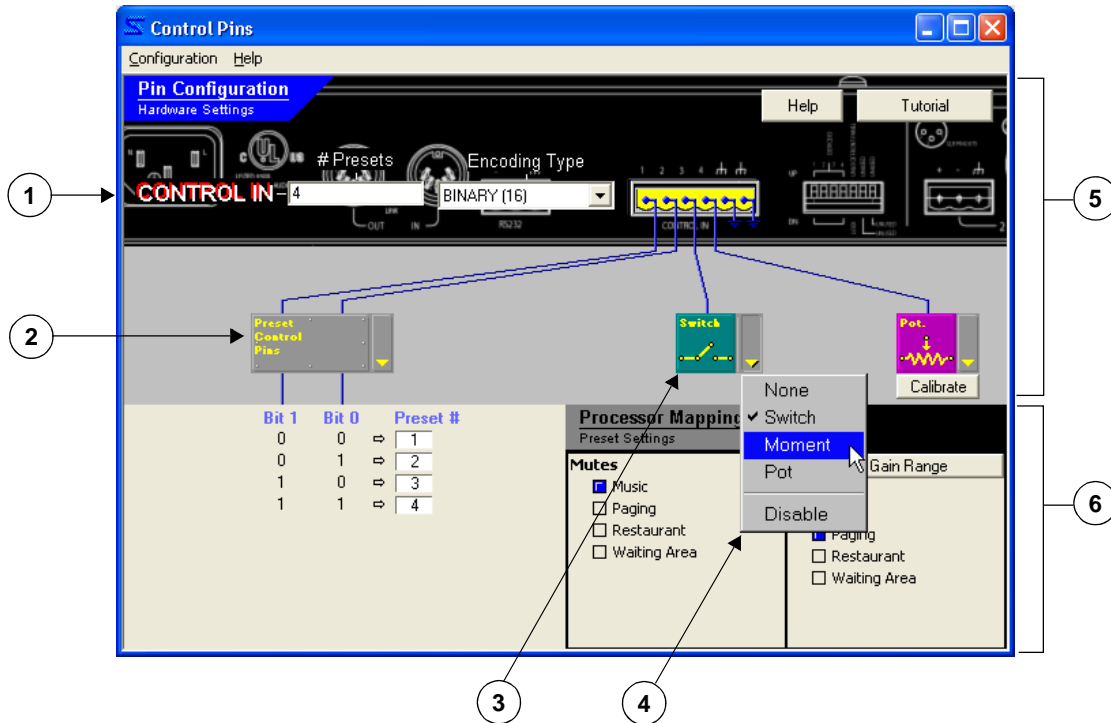 Control Pins
Configuration Help
Pin Configuration
Hardware Settings
Help
Tutorial
# Presets
Encoding Type
1 2 3 4
UP
1
CONTROL IN
4
BINARY (16)
DN
OUT
LINK
IN
RS232
CONTROL IN
5
2
Preset
Control
Pins
Switch
Pot.
Calibrate
None
Switch
Moment
Pot
Disable
Bit 1 Bit 0 Preset #
0 0 ⇨ 1
0 1 ⇨ 2
1 0 ⇨ 3
1 1 ⇨ 4
Processor Mapping
Preset Settings
Mutes
Music
Paging
Restaurant
Waiting Area
Gain Range
Paging
Restaurant
Waiting Area
6
3
4